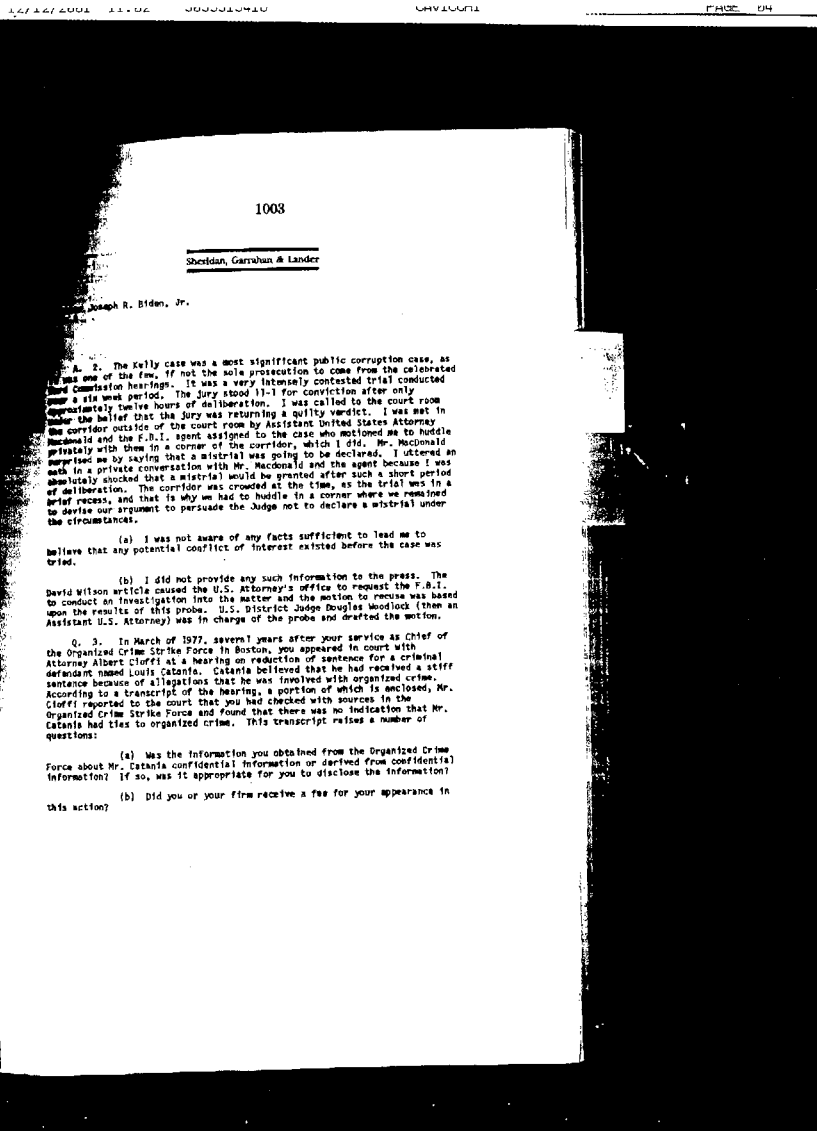 12/12/2001 11:02 PAGE 04
1003
Sheridan, Garrahan & Lander
Joseph R. Biden, Jr.
A. 2. The Kelly case was a most significant public corruption case, as
was one of the few, if not the sole prosecution to come from the celebrated
Ward Commission hearings. It was a very intensely contested trial conducted
over a six week period. The jury stood 11-1 for conviction after only
approximately twelve hours of deliberation. I was called to the court room
under the belief that the jury was returning a quilty verdict. I was met in
the corridor outside of the court room by Assistant United States Attorney
Macdonald and the F.B.I. agent assigned to the case who motioned me to huddle
privately with them in a corner of the corridor, which I did. Mr. MacDonald
surprised me by saying that a mistrial was going to be declared. I uttered an
oath in a private conversation with Mr. Macdonald and the agent because I was
absolutely shocked that a mistrial would be granted after such a short period
of deliberation. The corridor was crowded at the time, as the trial was in a
brief recess, and that is why we had to huddle in a corner where we remained
to devise our argument to persuade the Judge not to declare a mistrial under
the circumstances.
(a) I was not aware of any facts sufficient to lead me to
believe that any potential conflict of interest existed before the case was
tried.
(b) I did not provide any such information to the press. The
David Wilson article caused the U.S. Attorney's office to request the F.B.I.
to conduct an investigation into the matter and the motion to recuse was based
upon the results of this probe. U.S. District Judge Douglas Woodlock (then an
Assistant U.S. Attorney) was in charge of the probe and drafted the motion.
Q. 3. In March of 1977, several years after your service as Chief of
the Organized Crime Strike Force in Boston, you appeared in court with
Attorney Albert Cioffi at a hearing on reduction of sentence for a criminal
defendant named Louis Catania. Catania believed that he had received a stiff
sentence because of allegations that he was involved with organized crime.
According to a transcript of the hearing, a portion of which is enclosed, Mr.
Cioffi reported to the court that you had checked with sources in the
Organized Crime Strike Force and found that there was no indication that Mr.
Catania had ties to organized crime. This transcript raises a number of
questions:
(a) Was the information you obtained from the Organized Crime
Force about Mr. Catania confidential information or derived from confidential
information? If so, was it appropriate for you to disclose the information?
(b) Did you or your firm receive a fee for your appearance in
this action?